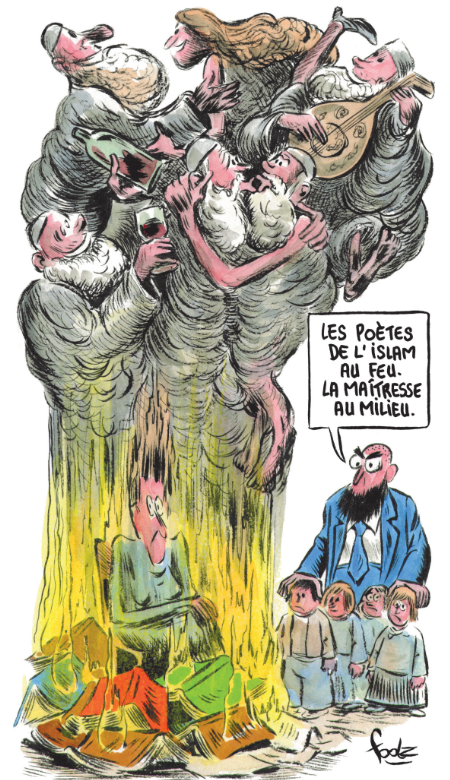 LES POÈTES
DE L'ISLAM
AU FEU.
LA MAÎTRESSE
AU MILIEU.
Foolz